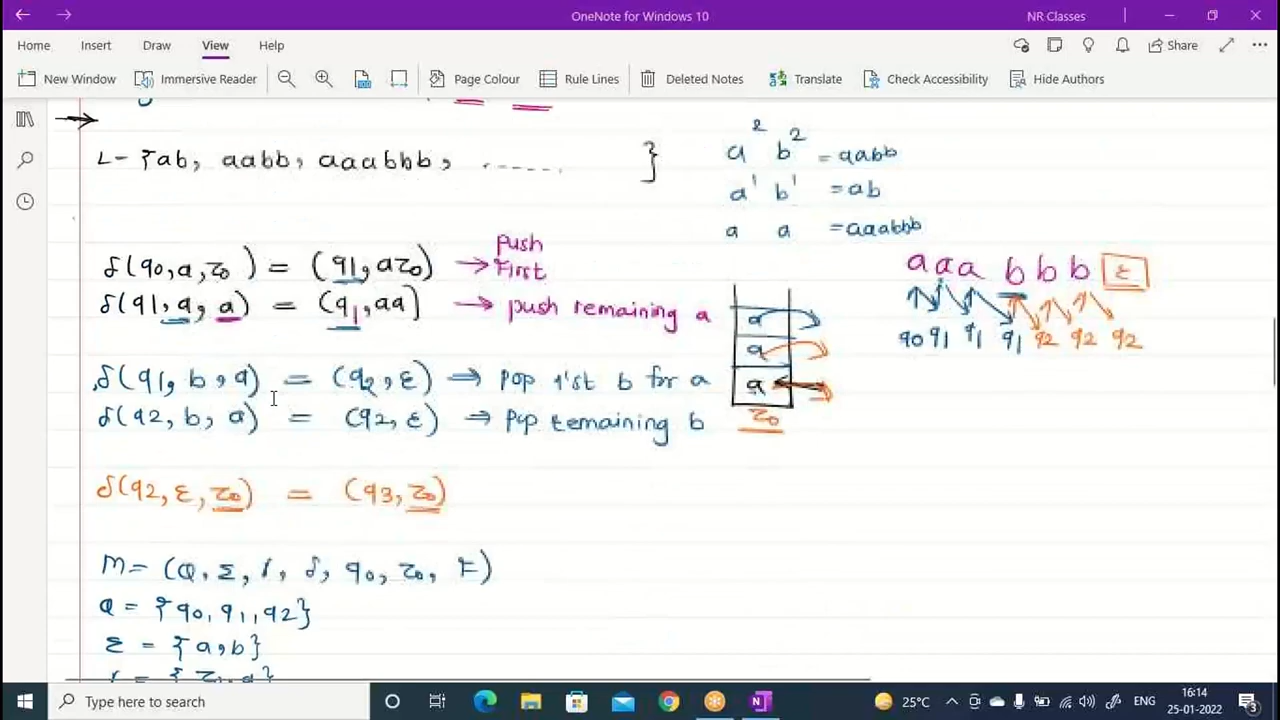 OneNote for Windows 10
NR Classes
Home Insert Draw View Help
Share
New Window Immersive Reader Page Colour Rule Lines Deleted Notes Translate Check Accessibility Hide Authors
L- {ab, aabb, aaabbb, ...... }
a² b² = aabb
a¹ b¹ = ab
a a = aaabbb
δ(q0, a, z0) = (q1, az0) → push First
δ(q1, a, a) = (q1, aa) → push remaining a
δ(q1, b, a) = (q2, ε) ⇒ pop 1'st b for a
δ(q2, b, a) = (q2, ε) ⇒ pop remaining b
δ(q2, ε, z0) = (q3, z0)
a
a
a
z0
a a a b b b ε
q0 q1 q1 q1 q2 q2 q2
M= (Q, Σ, Γ, δ, q0, z0, F)
Q = {q0, q1, q2}
Σ = {a, b}
Γ = {z0, a}
Type here to search
25°C
ENG
16:14
25-01-2022
3